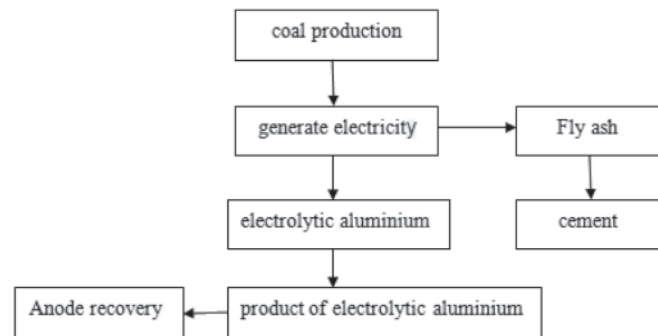 coal production
generate electricity
Fly ash
electrolytic aluminium
cement
Anode recovery
product of electrolytic aluminium